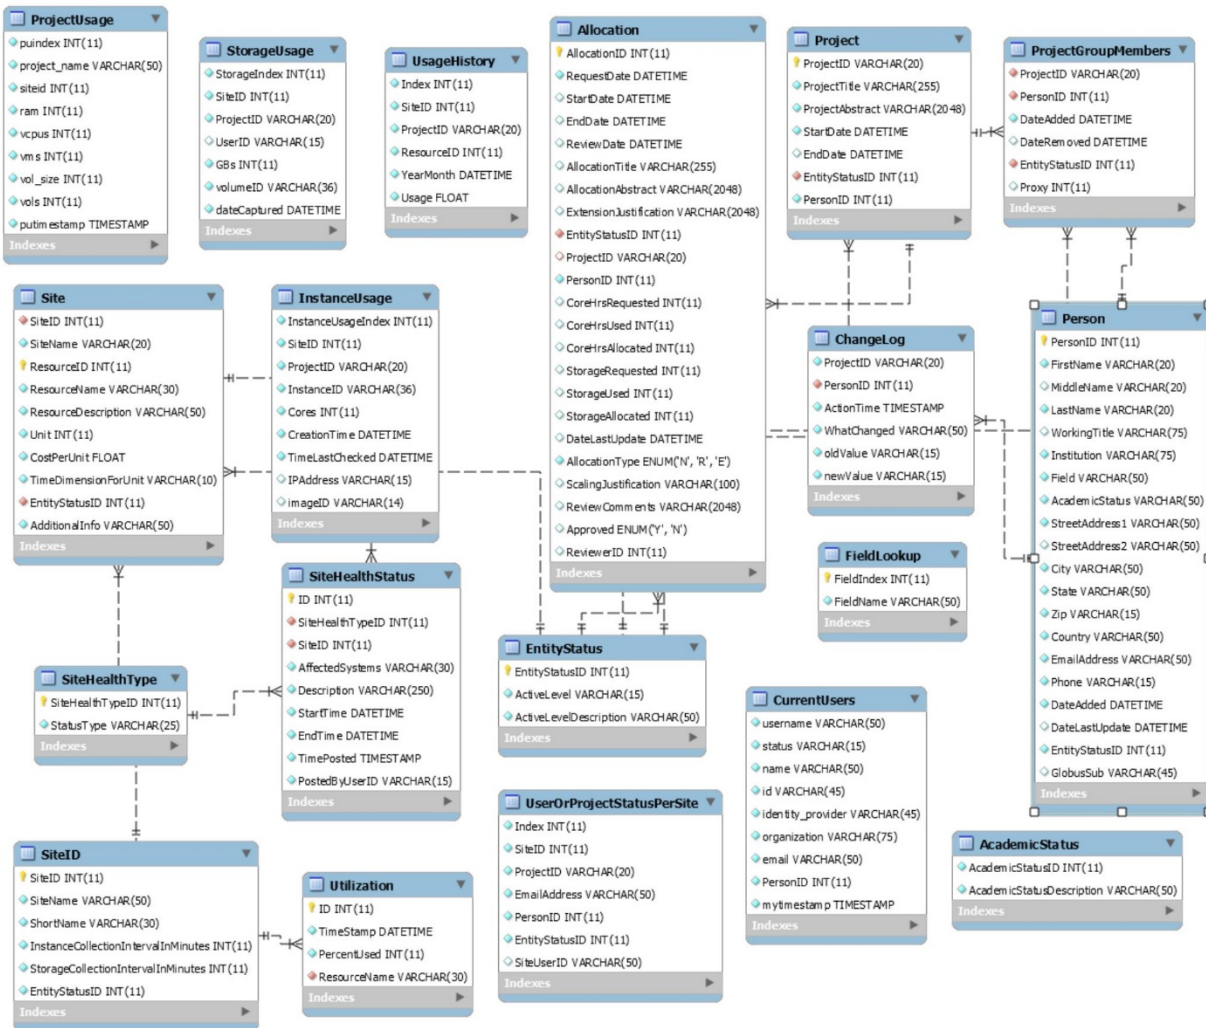 ProjectUsage
puindex INT(11)
project_name VARCHAR(50)
siteid INT(11)
ram INT(11)
vcpus INT(11)
vms INT(11)
vol_size INT(11)
vols INT(11)
putimestamp TIMESTAMP
Indexes
StorageUsage
StorageIndex INT(11)
SiteID INT(11)
ProjectID VARCHAR(20)
UserID VARCHAR(15)
GBs INT(11)
volumeID VARCHAR(36)
dateCaptured DATETIME
Indexes
UsageHistory
Index INT(11)
SiteID INT(11)
ProjectID VARCHAR(20)
ResourceID INT(11)
YearMonth DATETIME
Usage FLOAT
Indexes
Allocation
AllocationID INT(11)
RequestDate DATETIME
StartDate DATETIME
EndDate DATETIME
ReviewDate DATETIME
AllocationTitle VARCHAR(255)
AllocationAbstract VARCHAR(2048)
ExtensionJustification VARCHAR(2048)
EntityStatusID INT(11)
ProjectID VARCHAR(20)
PersonID INT(11)
CoreHrsRequested INT(11)
CoreHrsUsed INT(11)
CoreHrsAllocated INT(11)
StorageRequested INT(11)
StorageUsed INT(11)
StorageAllocated INT(11)
DateLastUpdate DATETIME
AllocationType ENUM('N', 'R', 'E')
ScalingJustification VARCHAR(100)
ReviewComments VARCHAR(2048)
Approved ENUM('Y', 'N')
ReviewerID INT(11)
Indexes
Project
ProjectID VARCHAR(20)
ProjectTitle VARCHAR(255)
ProjectAbstract VARCHAR(2048)
StartDate DATETIME
EndDate DATETIME
EntityStatusID INT(11)
PersonID INT(11)
Indexes
ProjectGroupMembers
ProjectID VARCHAR(20)
PersonID INT(11)
DateAdded DATETIME
DateRemoved DATETIME
EntityStatusID INT(11)
Proxy INT(11)
Indexes
Site
SiteID INT(11)
SiteName VARCHAR(20)
ResourceID INT(11)
ResourceName VARCHAR(30)
ResourceDescription VARCHAR(50)
Unit INT(11)
CostPerUnit FLOAT
TimeDimensionForUnit VARCHAR(10)
EntityStatusID INT(11)
AdditionalInfo VARCHAR(50)
Indexes
InstanceUsage
InstanceUsageIndex INT(11)
SiteID INT(11)
ProjectID VARCHAR(20)
InstanceID VARCHAR(36)
Cores INT(11)
CreationTime DATETIME
TimeLastChecked DATETIME
IPAddress VARCHAR(15)
imageID VARCHAR(14)
Indexes
ChangeLog
ProjectID VARCHAR(20)
PersonID INT(11)
ActionTime TIMESTAMP
WhatChanged VARCHAR(50)
oldValue VARCHAR(15)
newValue VARCHAR(15)
Indexes
Person
PersonID INT(11)
FirstName VARCHAR(20)
MiddleName VARCHAR(20)
LastName VARCHAR(20)
WorkingTitle VARCHAR(75)
Institution VARCHAR(75)
Field VARCHAR(50)
AcademicStatus VARCHAR(50)
StreetAddress1 VARCHAR(50)
StreetAddress2 VARCHAR(50)
City VARCHAR(50)
State VARCHAR(50)
Zip VARCHAR(15)
Country VARCHAR(50)
EmailAddress VARCHAR(50)
Phone VARCHAR(15)
DateAdded DATETIME
DateLastUpdate DATETIME
EntityStatusID INT(11)
GlobusSub VARCHAR(45)
Indexes
FieldLookup
FieldIndex INT(11)
FieldName VARCHAR(50)
Indexes
SiteHealthStatus
ID INT(11)
SiteHealthTypeID INT(11)
SiteID INT(11)
AffectedSystems VARCHAR(30)
Description VARCHAR(250)
StartTime DATETIME
EndTime DATETIME
TimePosted TIMESTAMP
PostedByUserID VARCHAR(15)
Indexes
SiteHealthType
SiteHealthTypeID INT(11)
StatusType VARCHAR(25)
Indexes
EntityStatus
EntityStatusID INT(11)
ActiveLevel VARCHAR(15)
ActiveLevelDescription VARCHAR(50)
Indexes
CurrentUsers
username VARCHAR(50)
status VARCHAR(15)
name VARCHAR(50)
id VARCHAR(45)
identity_provider VARCHAR(45)
organization VARCHAR(75)
email VARCHAR(50)
PersonID INT(11)
mytimestamp TIMESTAMP
Indexes
UserOrProjectStatusPerSite
Index INT(11)
SiteID INT(11)
ProjectID VARCHAR(20)
EmailAddress VARCHAR(50)
PersonID INT(11)
EntityStatusID INT(11)
SiteUserID VARCHAR(50)
Indexes
AcademicStatus
AcademicStatusID INT(11)
AcademicStatusDescription VARCHAR(50)
Indexes
SiteID
SiteID INT(11)
SiteName VARCHAR(50)
ShortName VARCHAR(30)
InstanceCollectionIntervalInMinutes INT(11)
StorageCollectionIntervalInMinutes INT(11)
EntityStatusID INT(11)
Indexes
Utilization
ID INT(11)
TimeStamp DATETIME
PercentUsed INT(11)
ResourceName VARCHAR(30)
Indexes